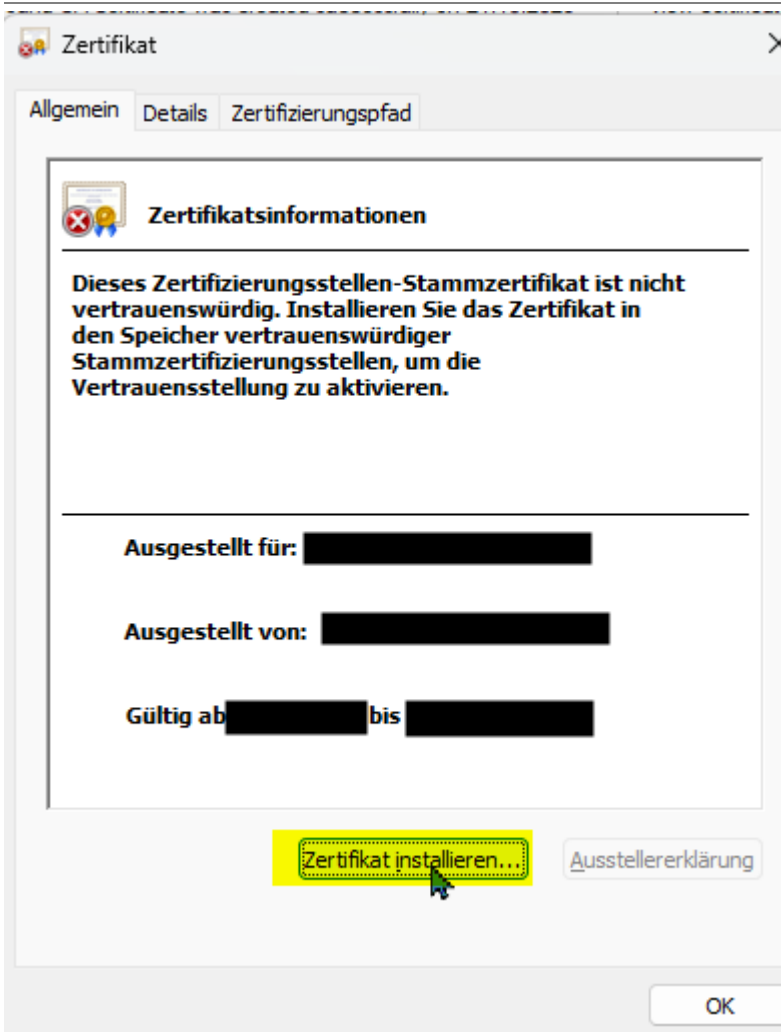 Zertifikat
Allgemein Details Zertifizierungspfad
Zertifikatsinformationen
Dieses Zertifizierungsstellen-Stammzertifikat ist nicht
vertrauenswürdig. Installieren Sie das Zertifikat in
den Speicher vertrauenswürdiger
Stammzertifizierungsstellen, um die
Vertrauensstellung zu aktivieren.
Ausgestellt für:
Ausgestellt von:
Gültig ab bis
Zertifikat installieren... Ausstellererklärung
OK